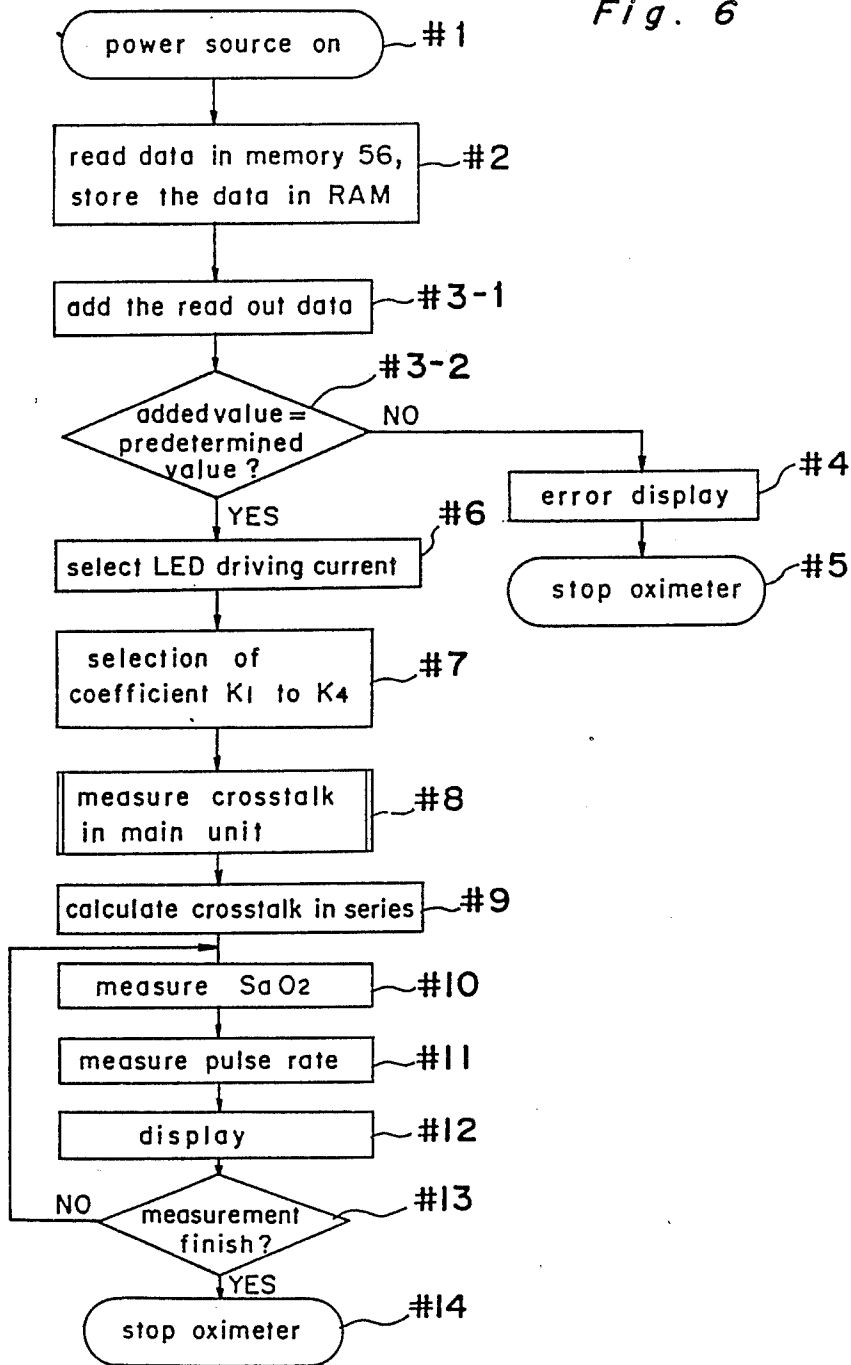 Fig. 6
power source on
#1
read data in memory 56,
store the data in RAM
#2
add the read out data
#3-1
#3-2
added value =
predetermined
value?
NO
YES
error display
#4
stop oximeter
#5
#6
select LED driving current
selection of
coefficient K1 to K4
#7
measure crosstalk
in main unit
#8
calculate crosstalk in series
#9
measure SaO2
#10
measure pulse rate
#11
display
#12
NO
measurement
finish?
#13
YES
stop oximeter
#14